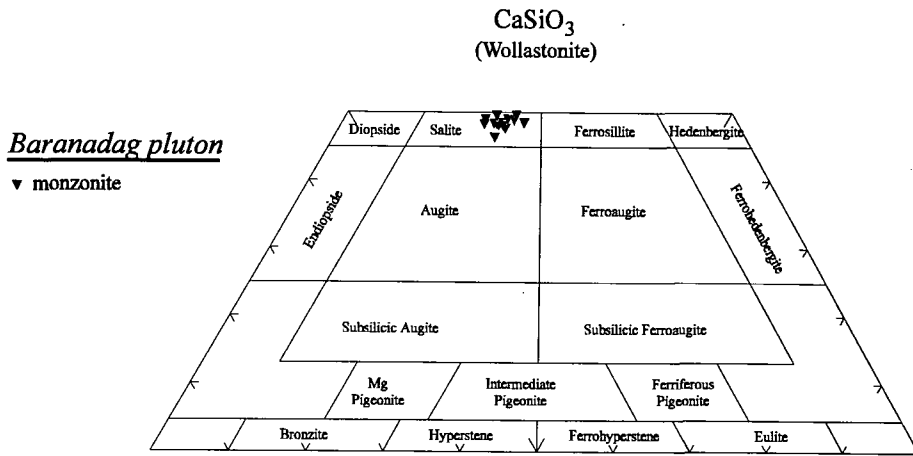 CaSiO3
(Wollastonite)
Baranadag pluton
▼ monzonite
Diopside
Salite
Ferrosillite
Hedenbergite
Endiopside
Augite
Ferroaugite
Ferrohedenbergite
Subsilicic Augite
Subsilicic Ferroaugite
Mg
Pigeonite
Intermediate
Pigeonite
Ferriferous
Pigeonite
Bronzite
Hyperstene
Ferrohyperstene
Eulite